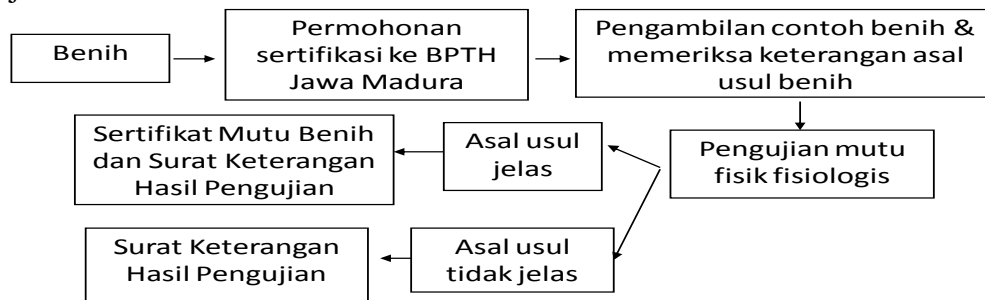 Benih
Permohonan
sertifikasi ke BPTH
Jawa Madura
Pengambilan contoh benih &
memeriksa keterangan asal
usul benih
Pengujian mutu
fisik fisiologis
Asal usul
jelas
Sertifikat Mutu Benih
dan Surat Keterangan
Hasil Pengujian
Asal usul
tidak jelas
Surat Keterangan
Hasil Pengujian